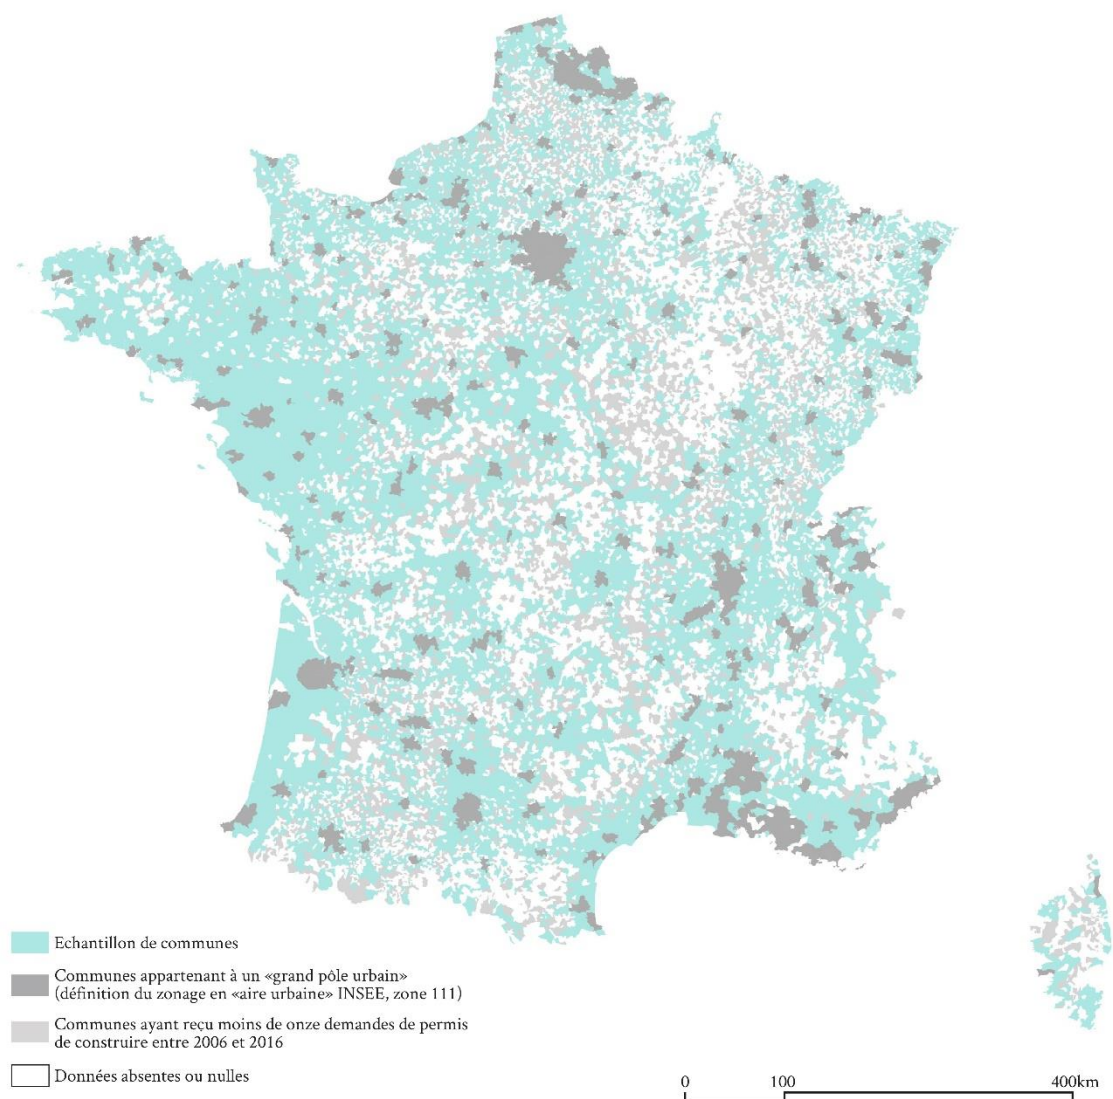 Echantillon de communes
Communes appartenant à un «grand pôle urbain»
(définition du zonage en «aire urbaine» INSEE, zone 111)
Communes ayant reçu moins de onze demandes de permis
de construire entre 2006 et 2016
Données absentes ou nulles
0 100 400km